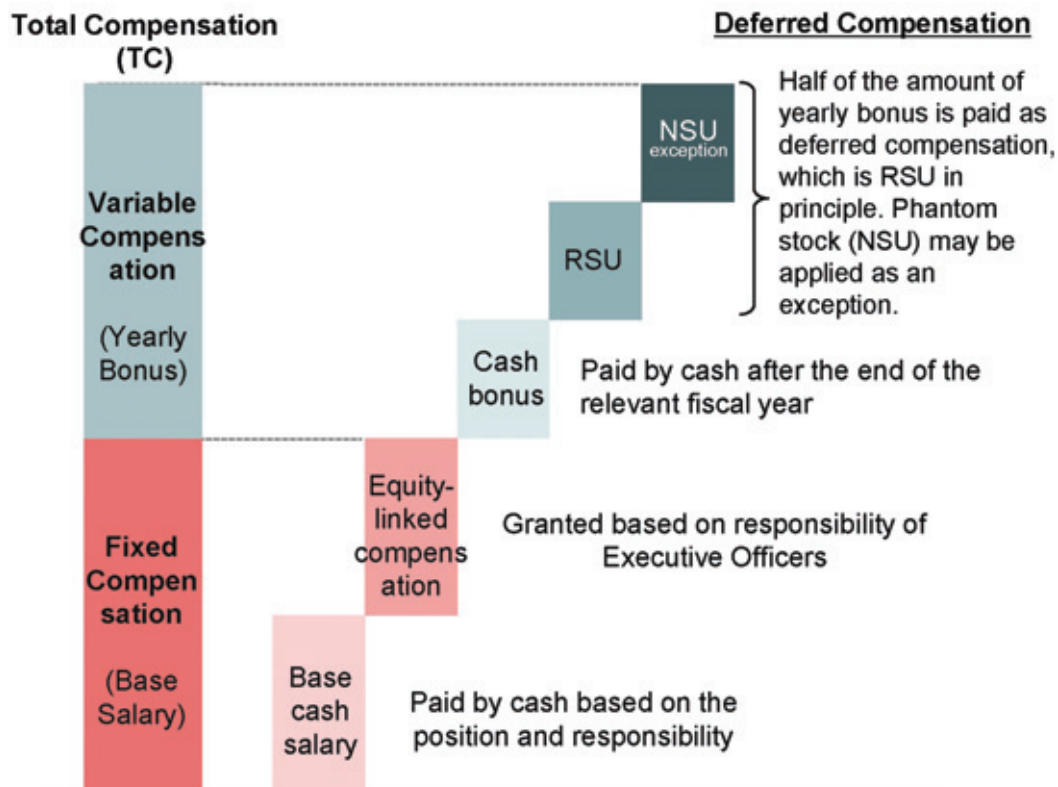 Total Compensation
(TC)
Deferred Compensation
Half of the amount of
yearly bonus is paid as
deferred compensation,
which is RSU in
principle. Phantom
stock (NSU) may be
applied as an
exception.
NSU
exception
RSU
Variable
Compens
ation
(Yearly
Bonus)
Cash
bonus
Paid by cash after the end of the
relevant fiscal year
Equity-
linked
compens
ation
Granted based on responsibility of
Executive Officers
Fixed
Compen
sation
(Base
Salary)
Base
cash
salary
Paid by cash based on the
position and responsibility